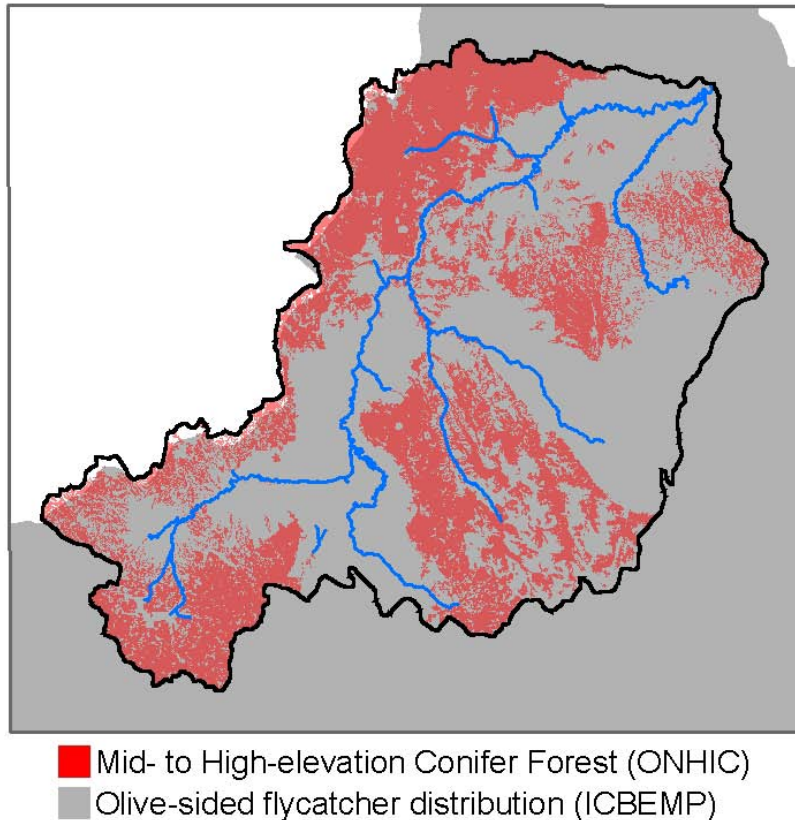 Mid- to High-elevation Conifer Forest (ONHIC)
Olive-sided flycatcher distribution (ICBEMP)